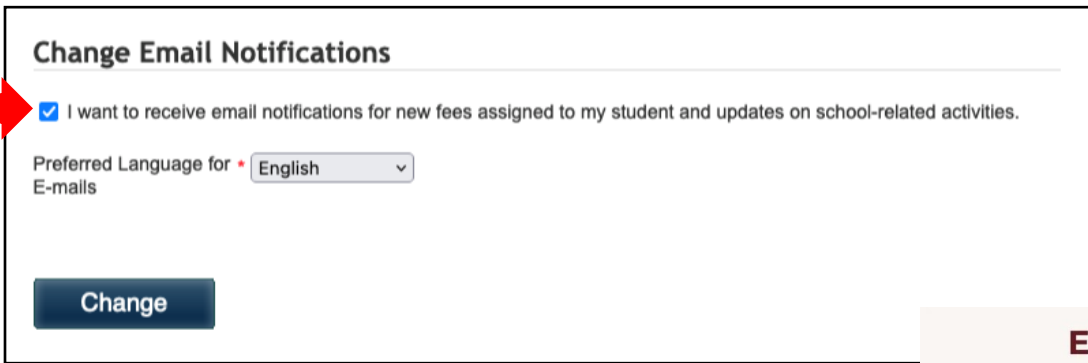 Change Email Notifications
I want to receive email notifications for new fees assigned to my student and updates on school-related activities.
Preferred Language for * English
E-mails
Change
E